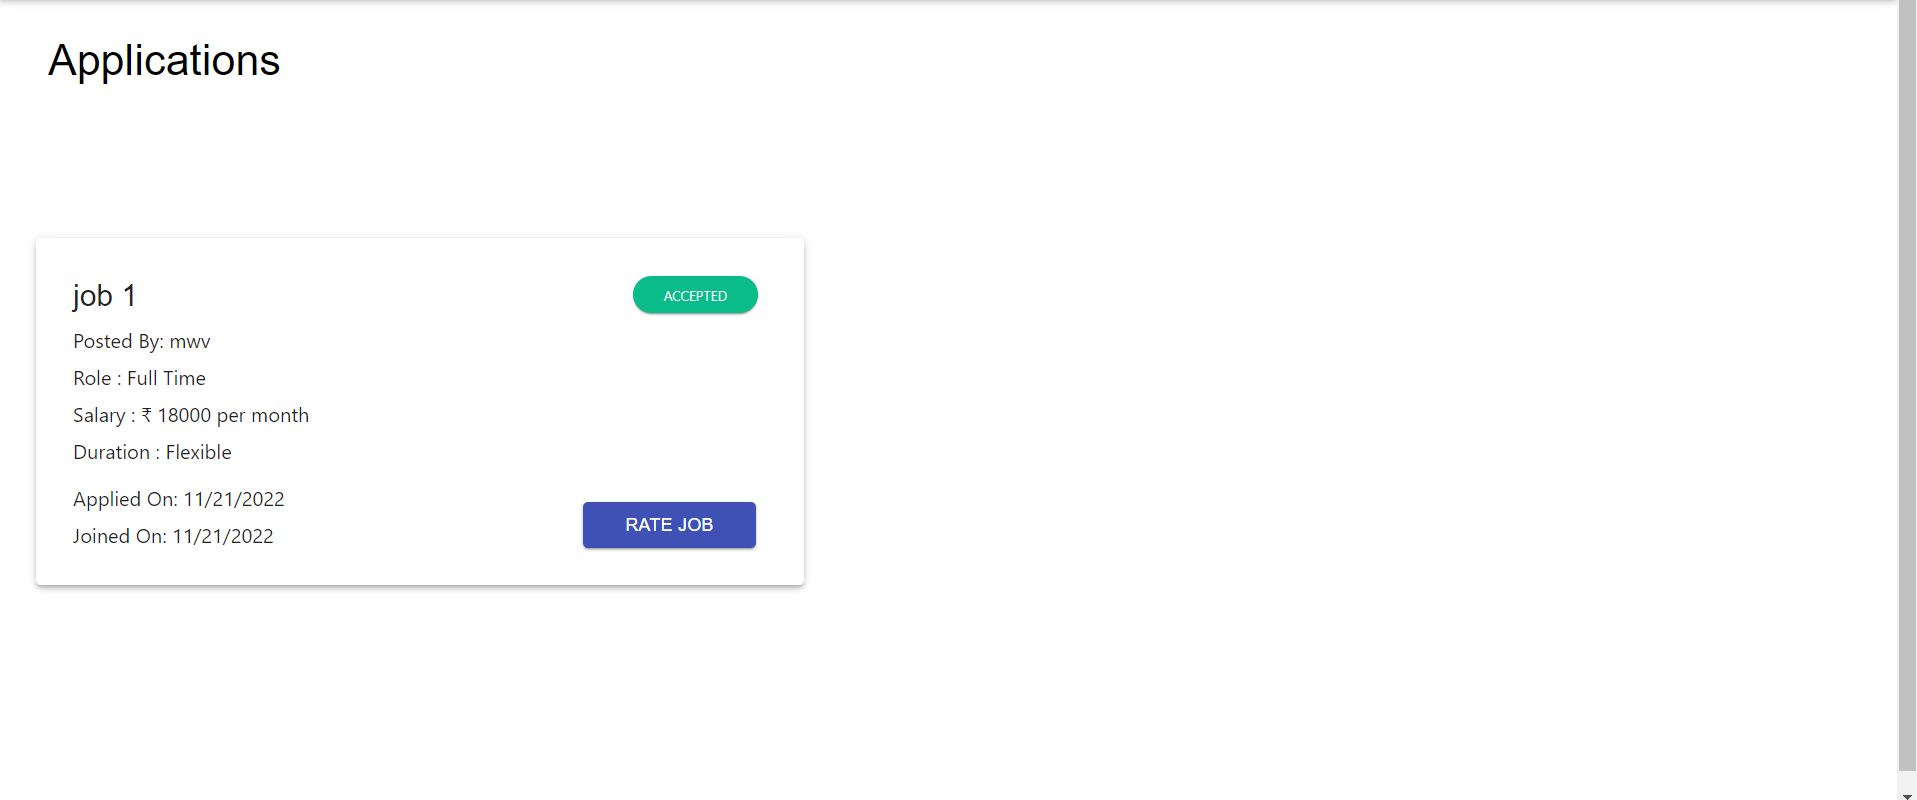 Applications
job 1
ACCEPTED
Posted By: mwv
Role : Full Time
Salary : ₹ 18000 per month
Duration : Flexible
Applied On: 11/21/2022
Joined On: 11/21/2022
RATE JOB